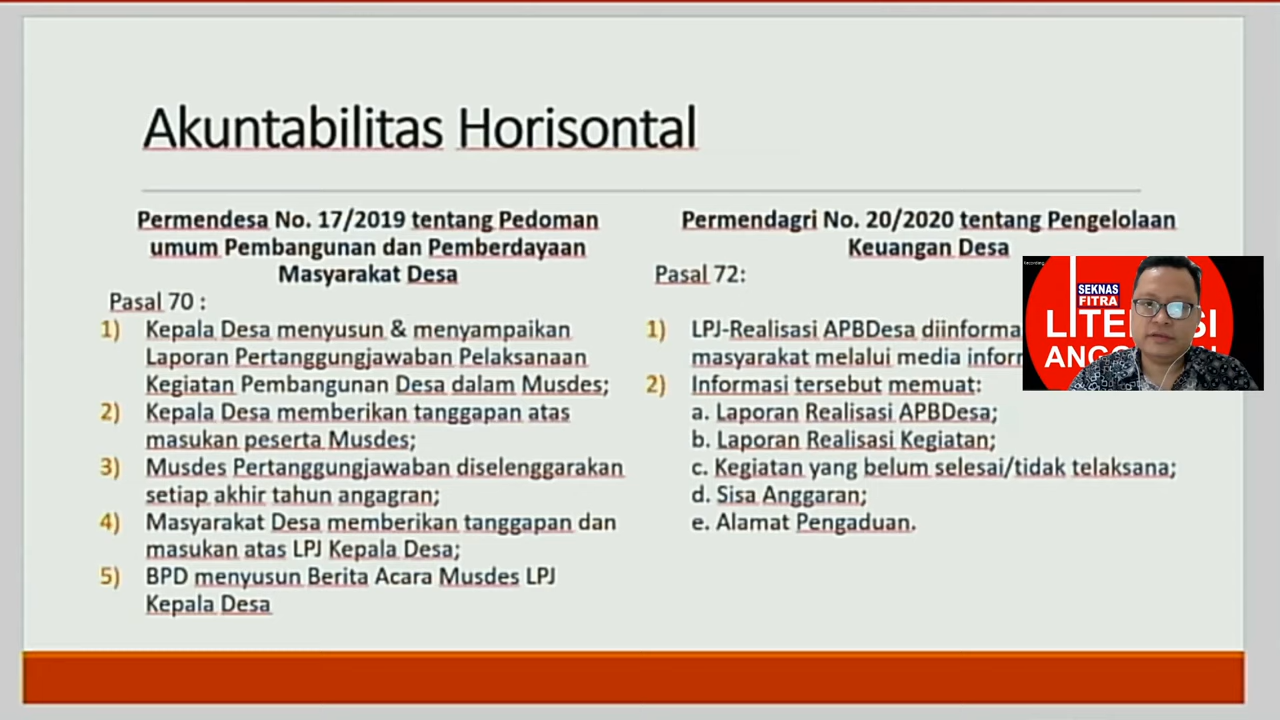 Akuntabilitas Horisontal
Permendesa No. 17/2019 tentang Pedoman
umum Pembangunan dan Pemberdayaan
Masyarakat Desa
Pasal 70 :
1) Kepala Desa menyusun & menyampaikan
Laporan Pertanggungjawaban Pelaksanaan
Kegiatan Pembangunan Desa dalam Musdes;
2) Kepala Desa memberikan tanggapan atas
masukan peserta Musdes;
3) Musdes Pertanggungjawaban diselenggarakan
setiap akhir tahun angagran;
4) Masyarakat Desa memberikan tanggapan dan
masukan atas LPJ Kepala Desa;
5) BPD menyusun Berita Acara Musdes LPJ
Kepala Desa
Permendagri No. 20/2020 tentang Pengelolaan
Keuangan Desa
Pasal 72:
1) LPJ-Realisasi APBDesa
masyarakat melalui media
2) Informasi tersebut memuat:
a. Laporan Realisasi APBDesa;
b. Laporan Realisasi Kegiatan;
c. Kegiatan yang belum selesai/tidak telaksana;
d. Sisa Anggaran;
e. Alamat Pengaduan.
SEKNAS
FITRA